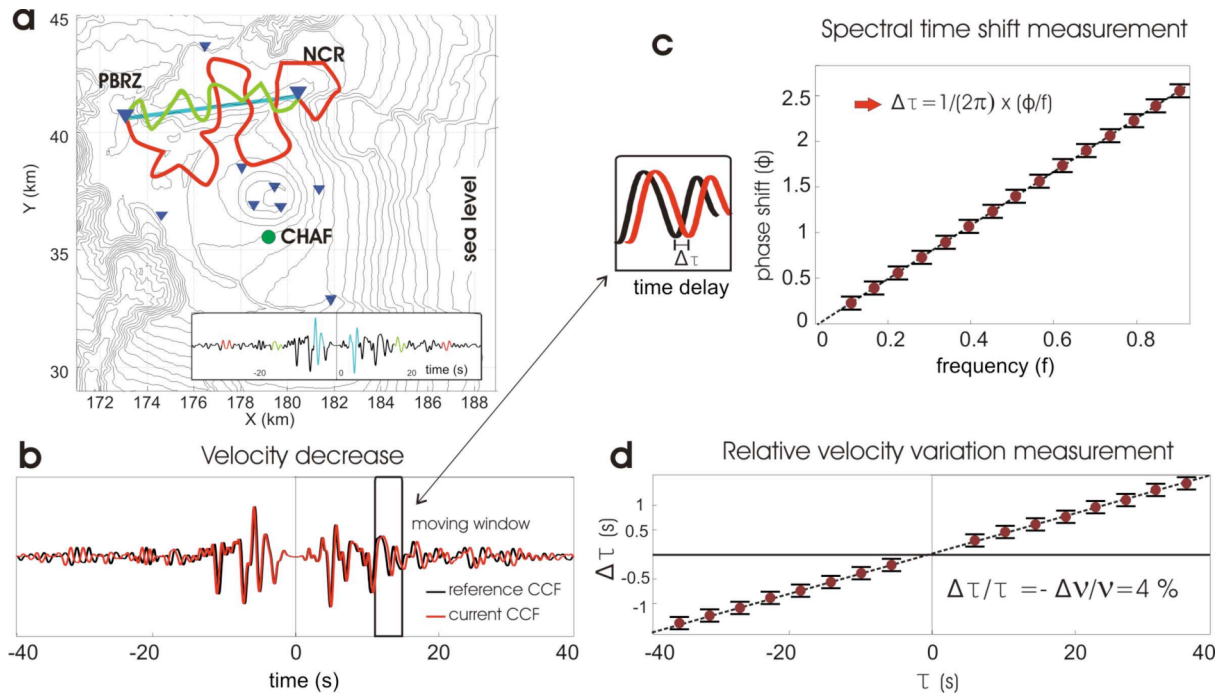 a
45
40
35
30
Y (km)
PBRZ
NCR
CHAF
sea level
-20
0
20
time (s)
172
174
176
178
180
182
184
186
188
X (km)
Δτ
time delay
c
Spectral time shift measurement
Δτ = 1/(2π) x (ϕ/f)
2.5
2
1.5
1
0.5
0
phase shift (ϕ)
0.2
0.4
0.6
0.8
frequency (f)
b
Velocity decrease
moving window
reference CCF
current CCF
-40
-20
0
20
40
time (s)
d
Relative velocity variation measurement
1
0.5
-0.5
-1
Δτ (s)
Δτ/τ = - Δν/ν = 4 %
-40
-20
0
20
40
τ (s)